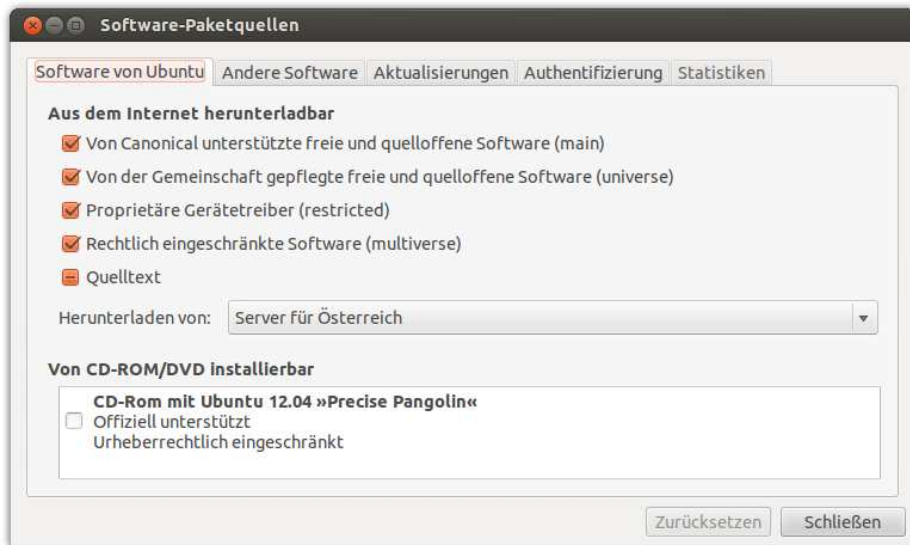 Software-Paketquellen
Software von Ubuntu
Andere Software
Aktualisierungen
Authentifizierung
Statistiken
Aus dem Internet herunterladbar
Von Canonical unterstützte freie und quelloffene Software (main)
Von der Gemeinschaft gepflegte freie und quelloffene Software (universe)
Proprietäre Gerätetreiber (restricted)
Rechtlich eingeschränkte Software (multiverse)
Quelltext
Herunterladen von: Server für Österreich
Von CD-ROM/DVD installierbar
CD-Rom mit Ubuntu 12.04 »Precise Pangolin«
Offiziell unterstützt
Urheberrechtlich eingeschränkt
Zurücksetzen
Schließen